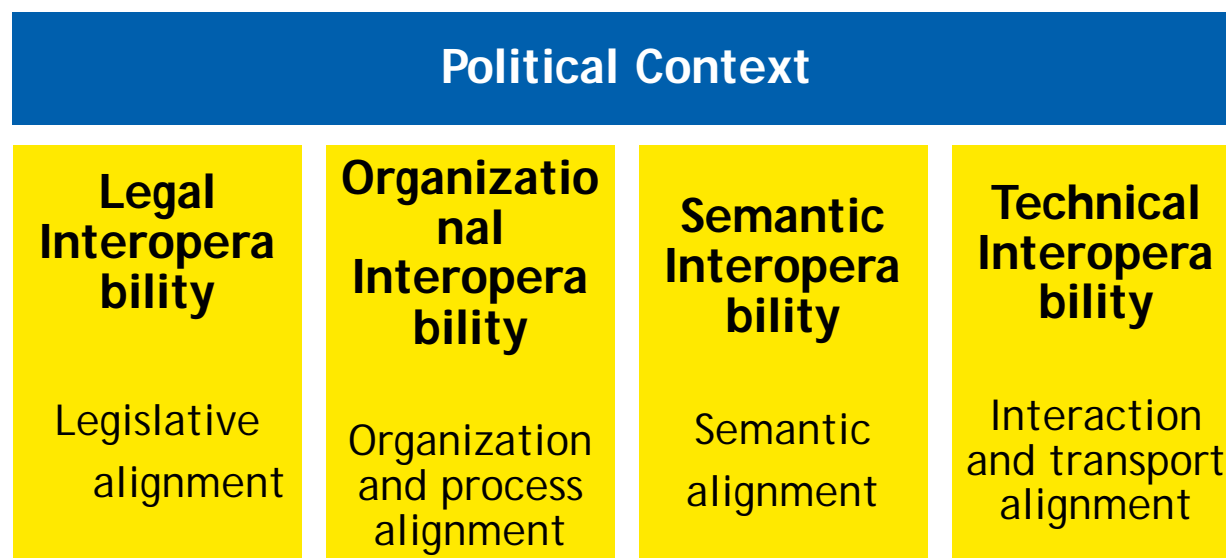 Political Context
Legal
Interopera
bility
Legislative
alignment
Organizatio
nal
Interopera
bility
Organization
and process
alignment
Semantic
Interopera
bility
Semantic
alignment
Technical
Interopera
bility
Interaction
and transport
alignment